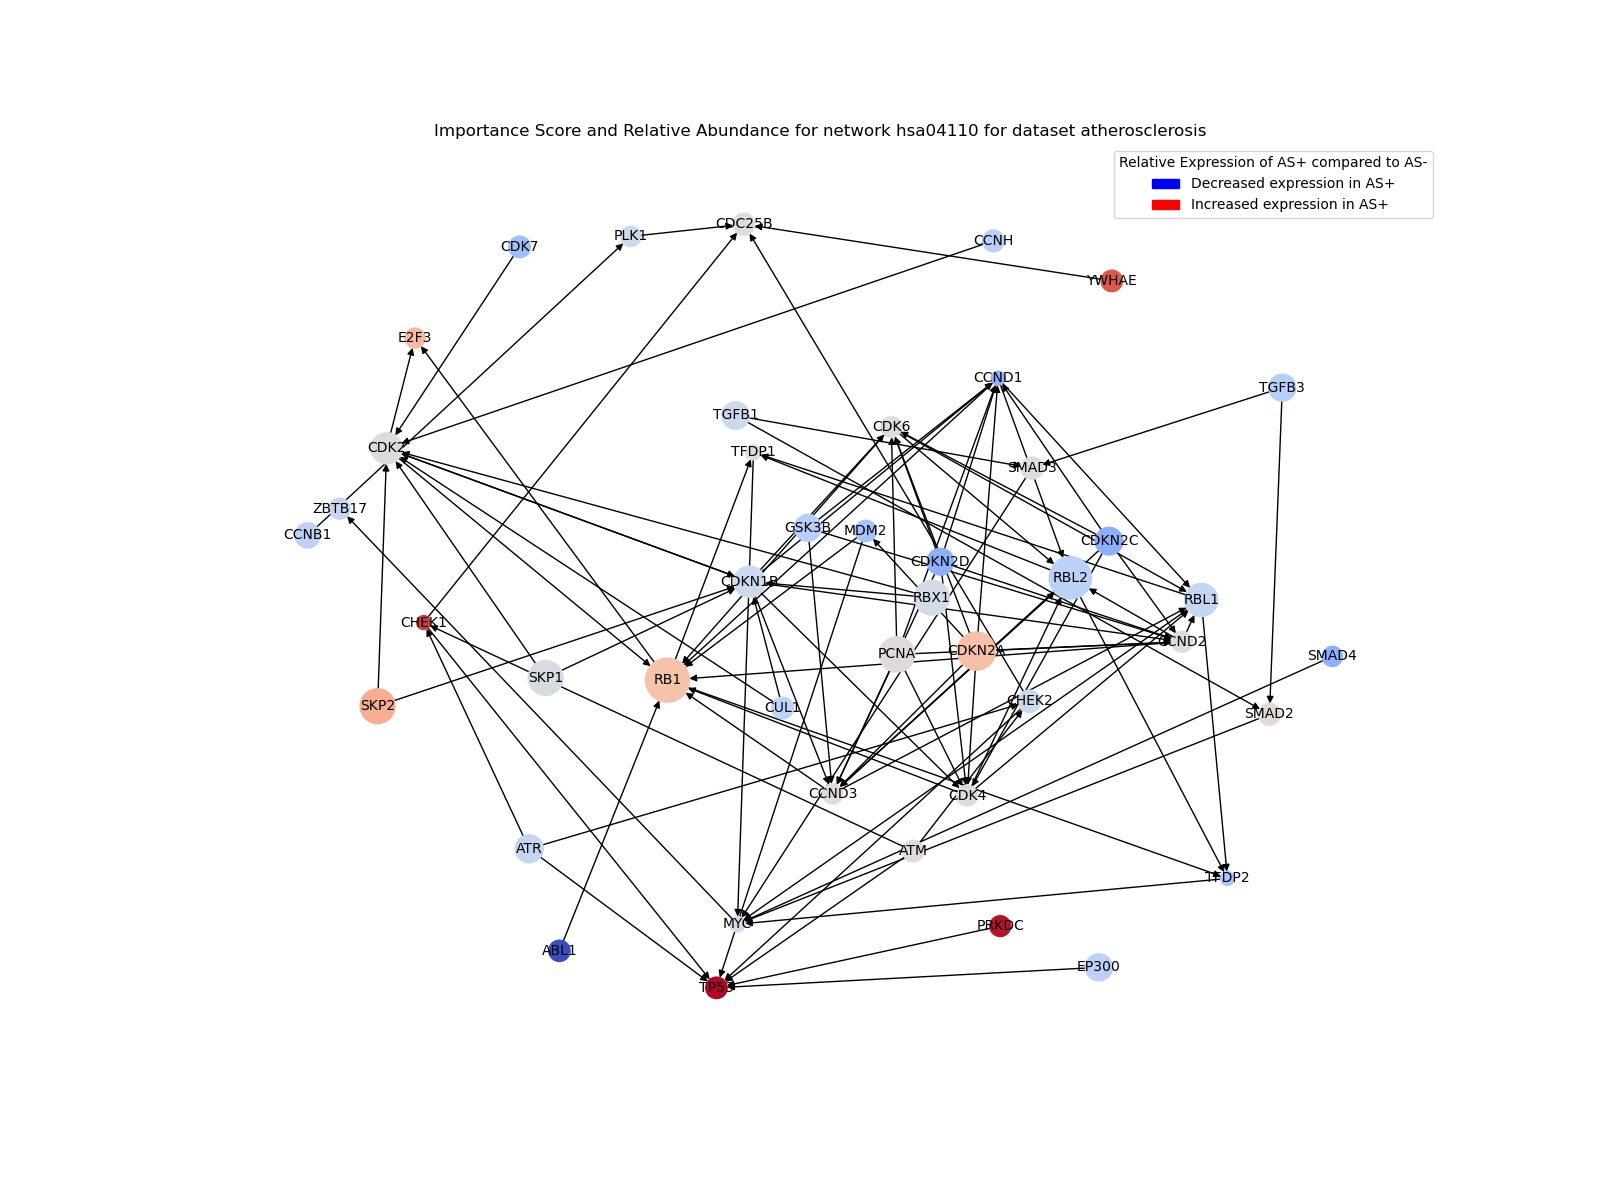 Importance Score and Relative Abundance for network hsa04110 for dataset atherosclerosis
Relative Expression of AS+ compared to AS-
Decreased expression in AS+
Increased expression in AS+
CDC25B
PLK1
CCNH
CDK7
YWHAE
E2F3
CCND1
TGFB3
TGFB1
CDK6
CDK2
TFDP1
SMAD3
ZBTB17
GSK3B
MDM2
CCNB1
CDKN2C
CDKN2D
RBL2
CDKN1B
RBX1
RBL1
CHEK1
CCND2
PCNA
CDKN2A
SMAD4
SKP1
RB1
CHEK2
SKP2
CUL1
SMAD2
CCND3
CDK4
ATR
ATM
TFDP2
MYC
PRKDC
ABL1
EP300
TP53